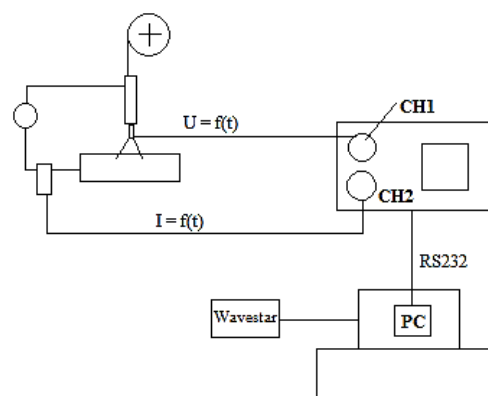 CH1
U = f(t)
CH2
I = f(t)
RS232
Wavestar
PC